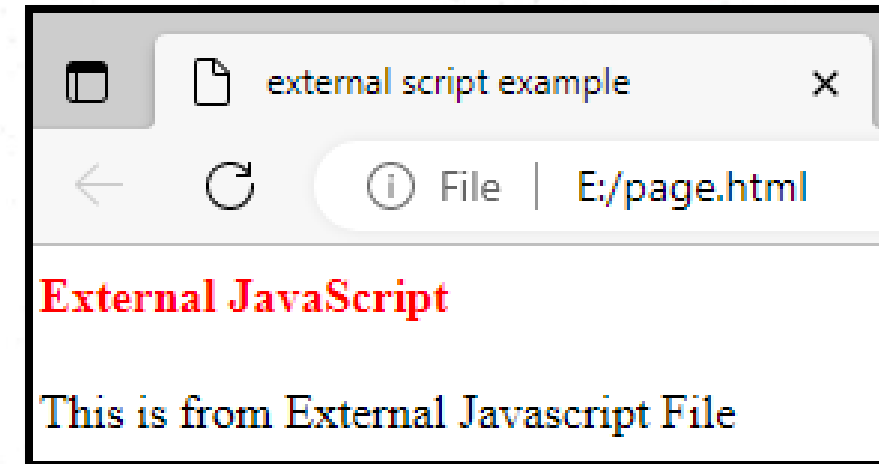 external script example
File E:/page.html
External JavaScript
This is from External Javascript File